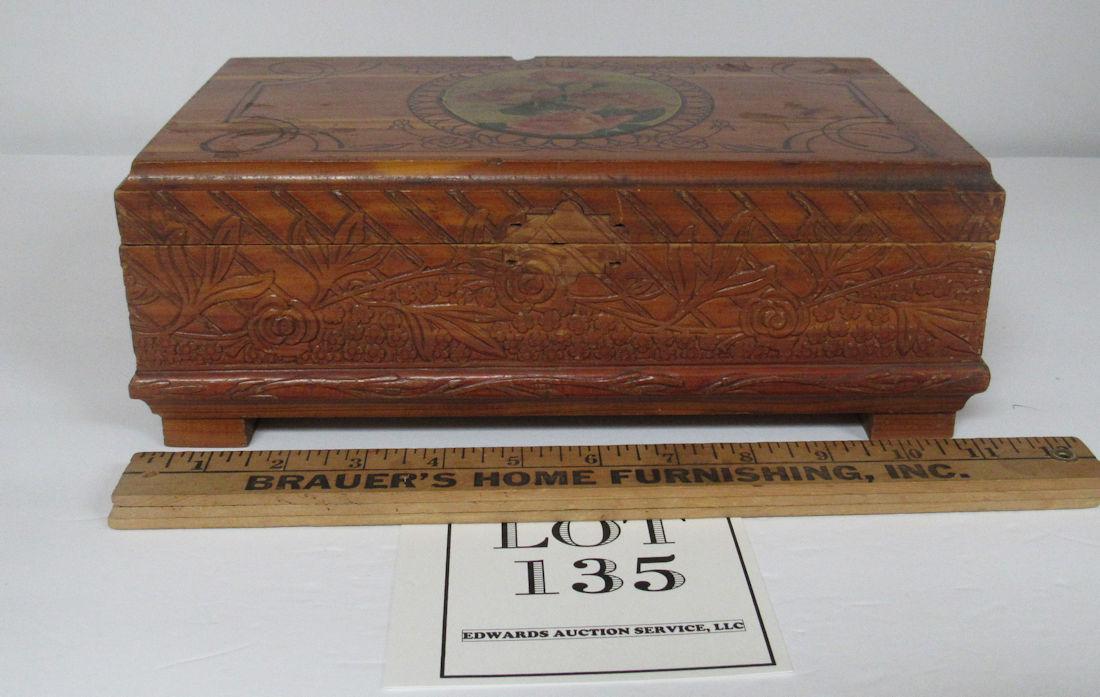 1 2 3 4 5 6 7 8 9 10 11 12
BRAUER'S HOME FURNISHING, INC.
LOT
135
EDWARDS AUCTION SERVICE, LLC